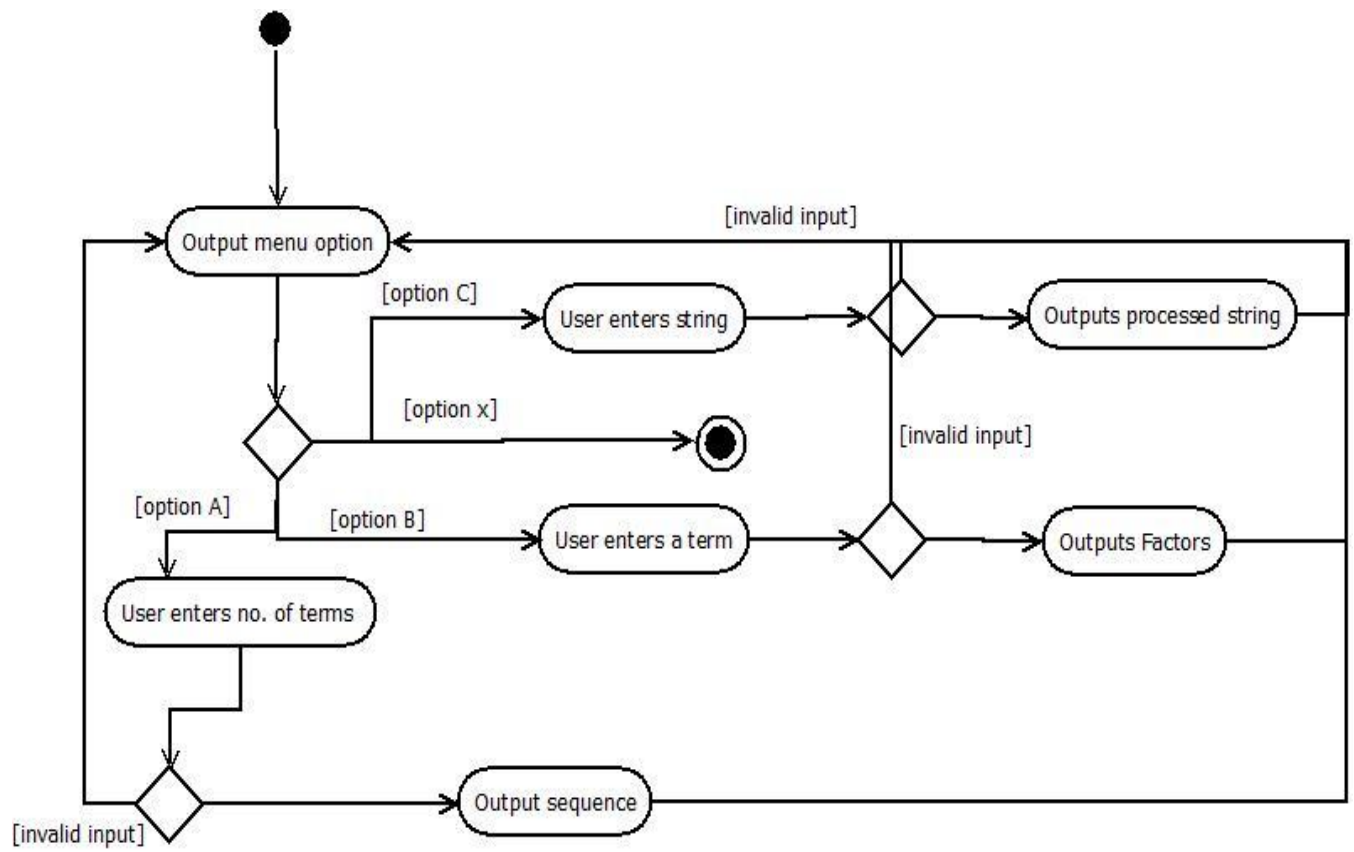 [invalid input]
Output menu option
[option C]
User enters string
Outputs processed string
[option x]
[invalid input]
[option A]
[option B]
User enters a term
Outputs Factors
User enters no. of terms
Output sequence
[invalid input]